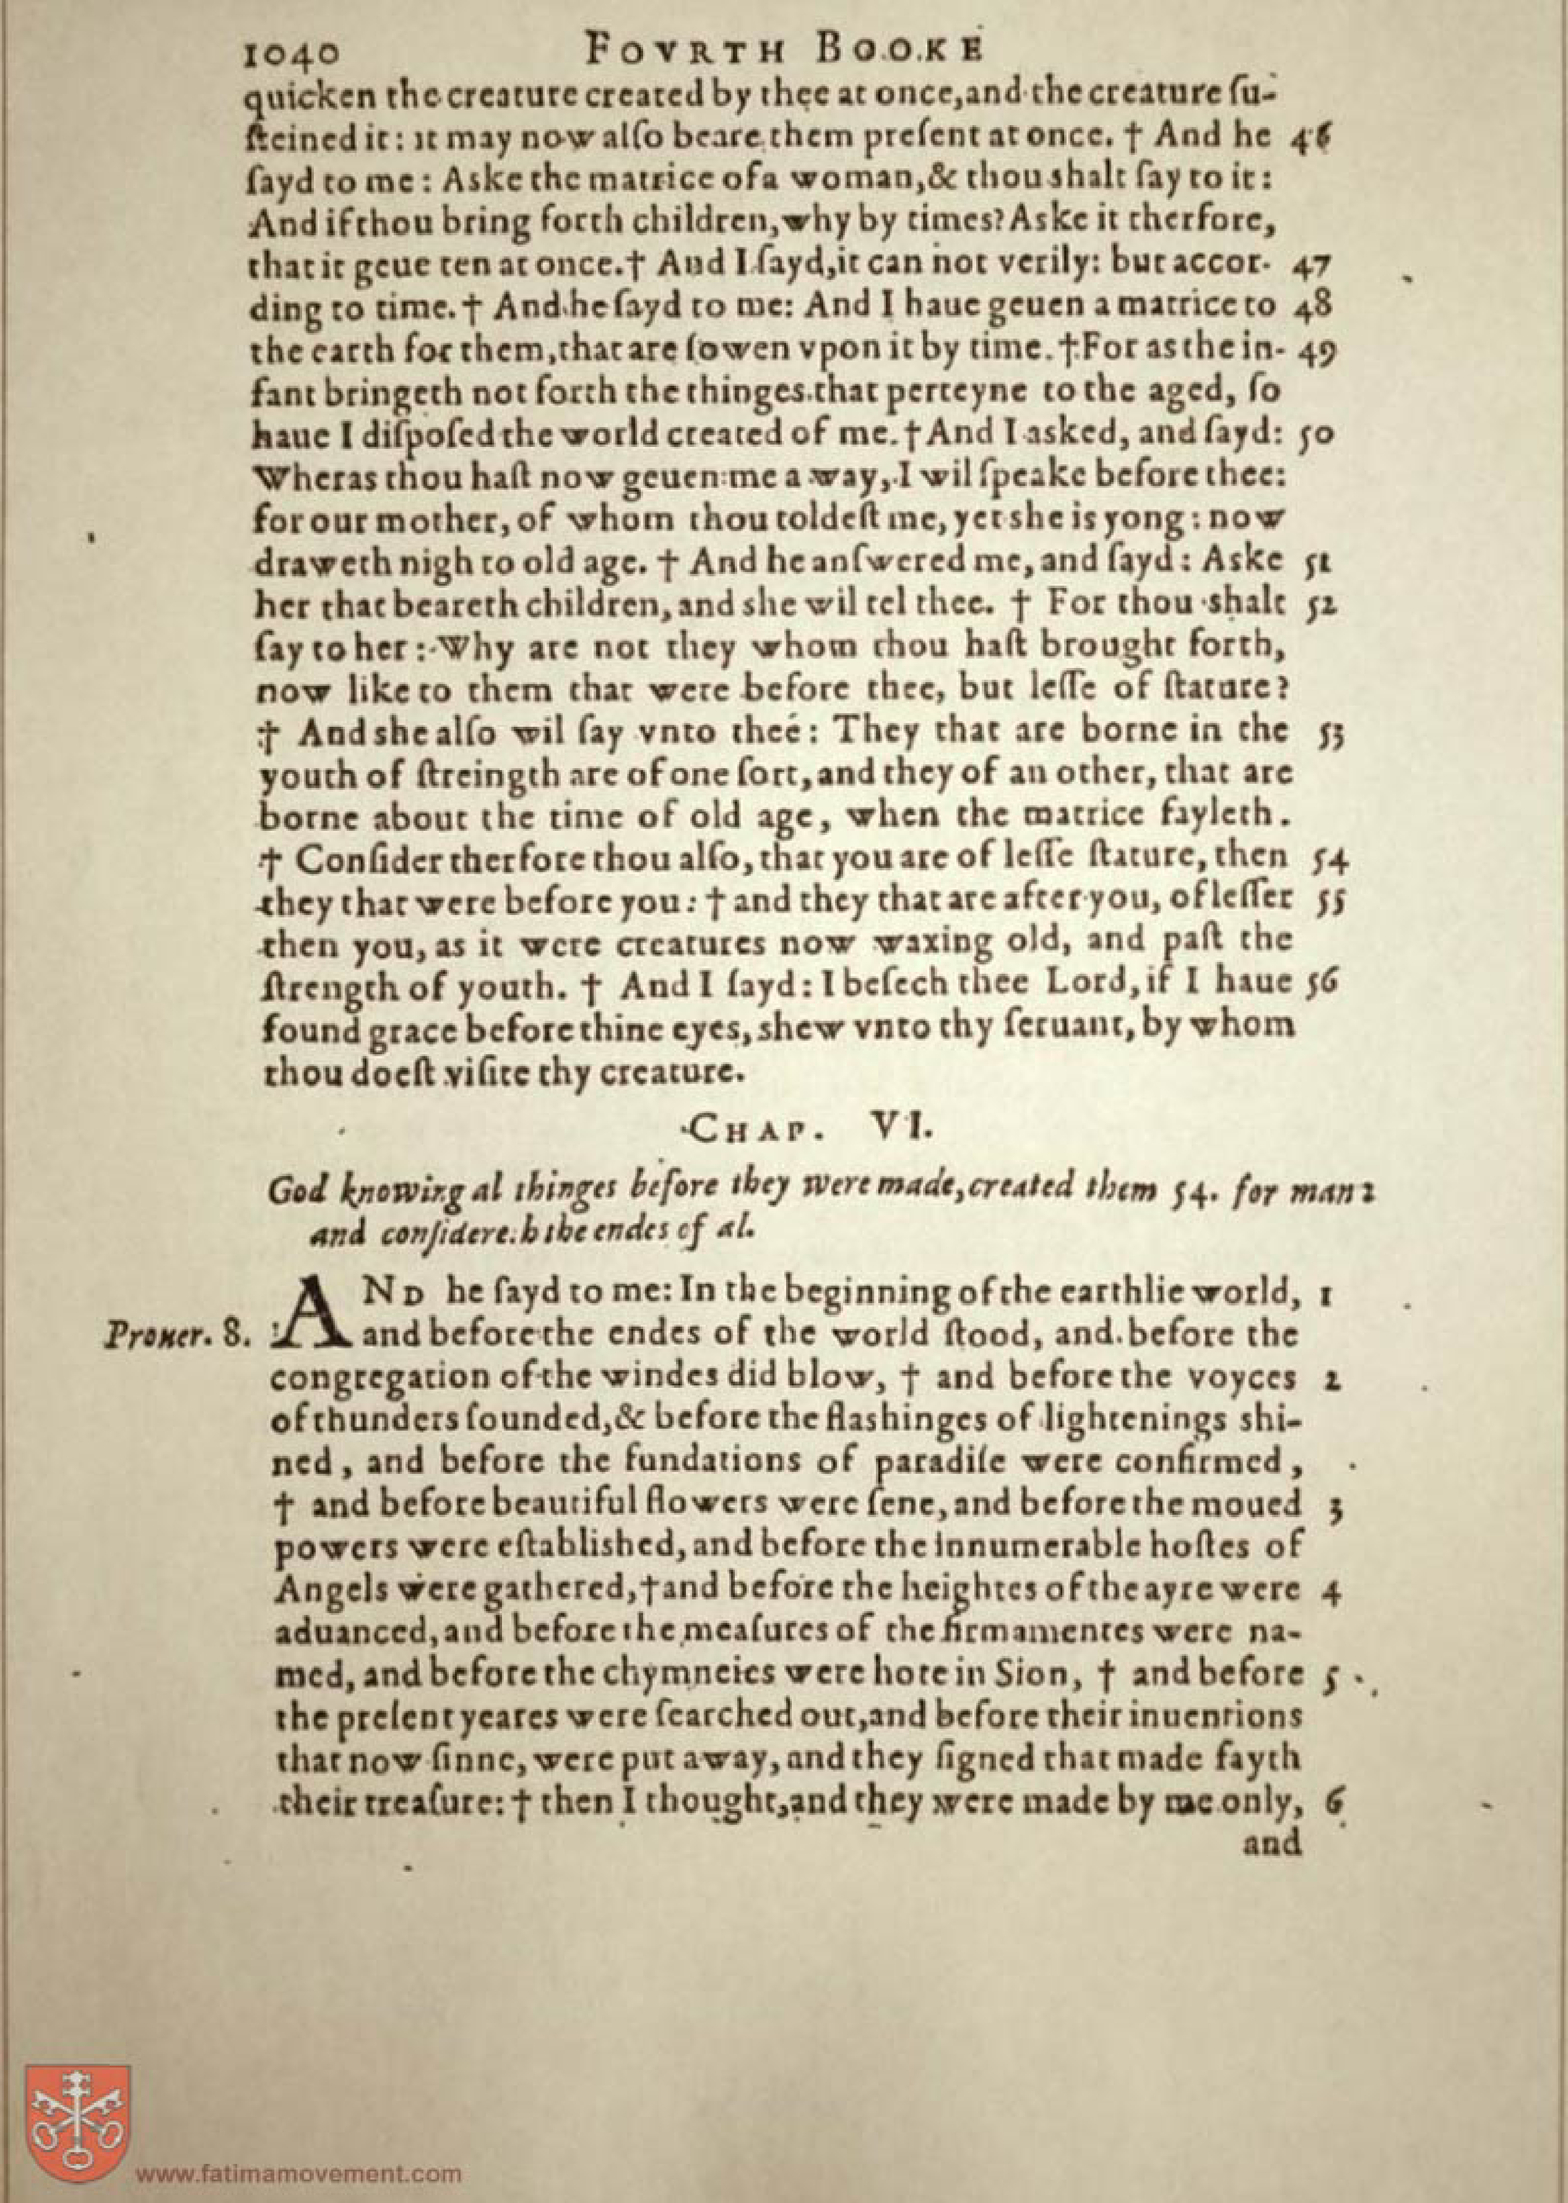 1040 FOVRTH BOOKE
quicken the creature created by thee at once, and the creature ſu-
ſteined it: it may now alſo beare them preſent at once. † And he 46
ſayd to me: Aske the matrice of a woman, & thou shalt ſay to it:
And if thou bring forth children, why by times? Aske it therfore,
that it geue ten at once. † And I ſayd, it can not verily: but accor- 47
ding to time. † And he ſayd to me: And I haue geuen a matrice to 48
the earth for them, that are ſowen vpon it by time. † For as the in- 49
fant bringeth not forth the thinges that perteyne to the aged, ſo
haue I diſpoſed the world created of me. † And I asked, and ſayd: 50
Wheras thou haſt now geuen me a way, I wil ſpeake before thee:
for our mother, of whom thou toldeſt me, yet she is yong: now
draweth nigh to old age. † And he anſwered me, and ſayd: Aske 51
her that beareth children, and she wil tel thee. † For thou shalt 52
ſay to her: Why are not they whom thou haſt brought forth,
now like to them that were before thee, but leſſe of ſtature?
† And she alſo wil ſay vnto thee: They that are borne in the 53
youth of ſtreingth are of one ſort, and they of an other, that are
borne about the time of old age, when the matrice fayleth.
† Conſider therfore thou alſo, that you are of leſſe ſtature, then 54
they that were before you: † and they that are after you, of leſſer 55
then you, as it were creatures now waxing old, and paſt the
ſtrength of youth. † And I ſayd: I beſech thee Lord, if I haue 56
found grace before thine eyes, shew vnto thy ſeruant, by whom
thou doeſt viſite thy creature.
CHAP. VI.
God knowing al thinges before they were made, created them 54. for man:
and conſidereth the endes of al.
AND he ſayd to me: In the beginning of the earthlie world, 1
Prouer. 8. and before the endes of the world ſtood, and before the
congregation of the windes did blow, † and before the voyces 2
of thunders ſounded, & before the flashinges of lightenings shi-
ned, and before the fundations of paradiſe were confirmed,
† and before beautiful flowers were ſene, and before the moued 3
powers were eſtablished, and before the innumerable hoſtes of
Angels were gathered, † and before the heightes of the ayre were 4
aduanced, and before the meaſures of the firmamentes were na-
med, and before the chymneies were hote in Sion, † and before 5
the preſent yeares were ſearched out, and before their inuentions
that now ſinne, were put away, and they ſigned that made fayth
their treaſure: † then I thought, and they were made by me only, 6
and
www.fatimamovement.com